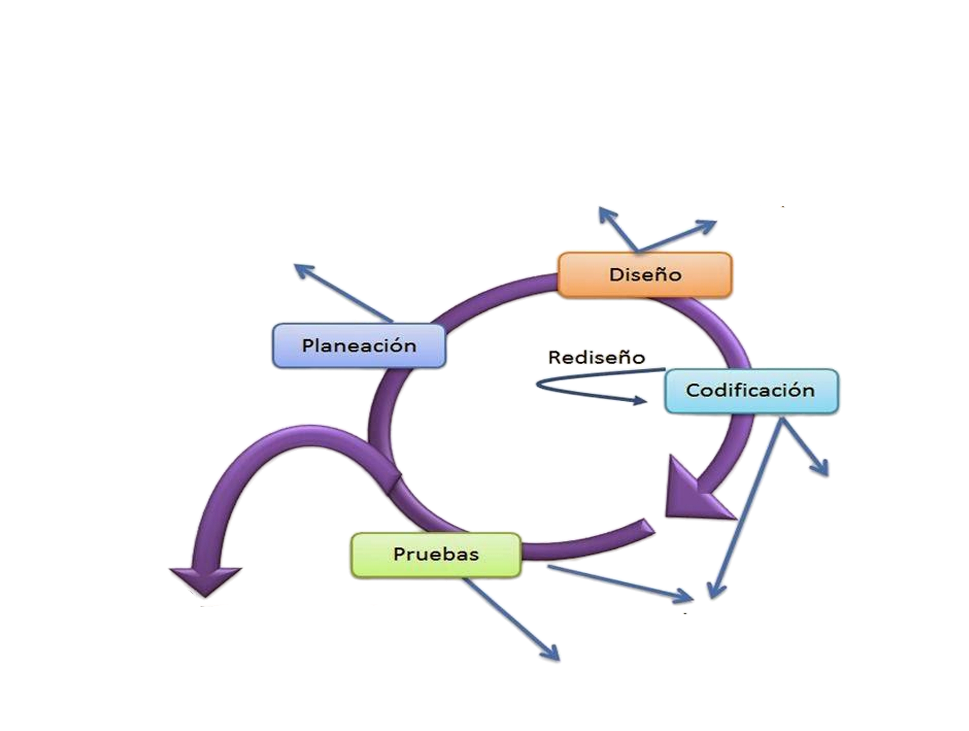 Diseño
Planeación
Rediseño
Codificación
Pruebas